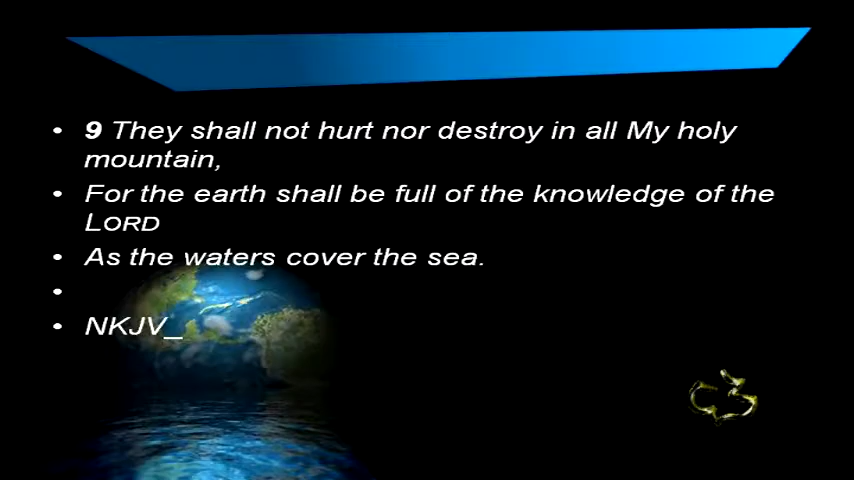 • 9 They shall not hurt nor destroy in all My holy
mountain,
• For the earth shall be full of the knowledge of the
LORD
• As the waters cover the sea.
•
• NKJV_
C3